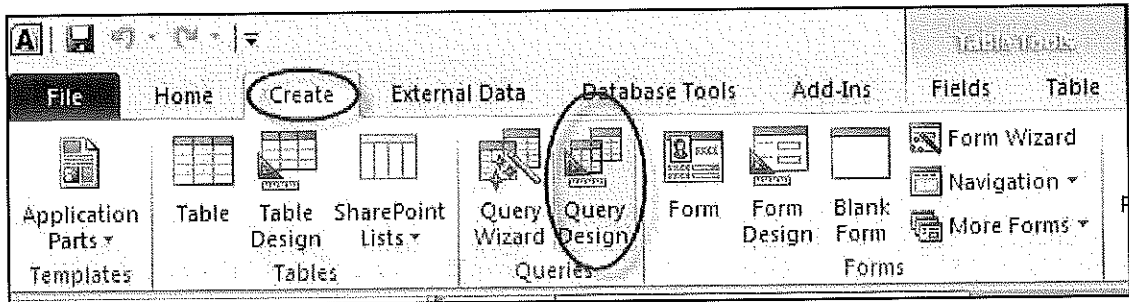 A
Table Tools
File Home Create External Data Database Tools Add-Ins Fields Table
Application Parts
Table
Table Design
SharePoint Lists
Query Wizard
Query Design
Form
Form Design
Blank Form
Form Wizard
Navigation
More Forms
Templates Tables Queries Forms